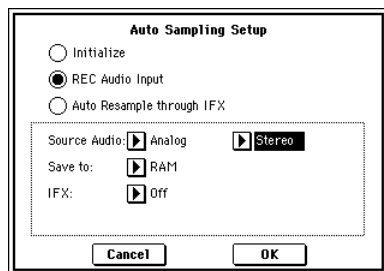 Auto Sampling Setup
Initialize
REC Audio Input
Auto Resample through IFX
Source Audio: Analog Stereo
Save to: RAM
IFX: Off
Cancel OK